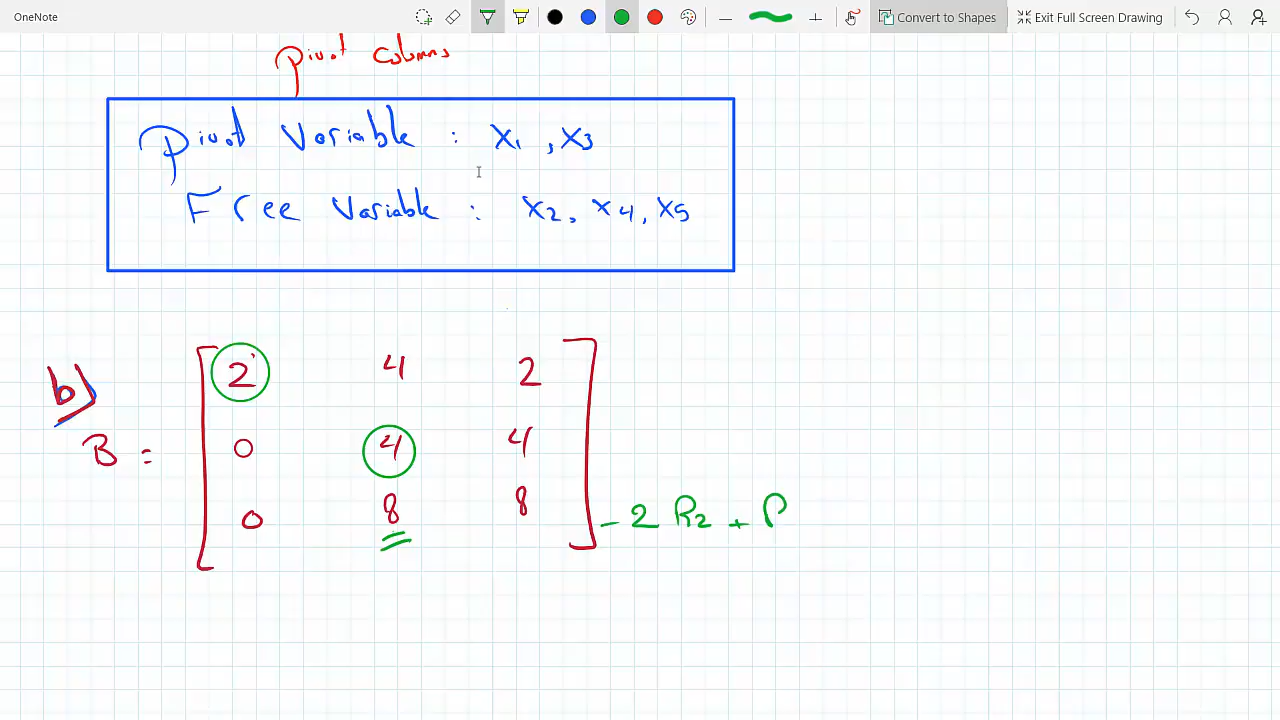 OneNote
Convert to Shapes
Exit Full Screen Drawing
Pivot Columns
Pivot Variable : x1 , x3
Free Variable : x2, x4, x5
b)
2 4 2
B = 0 4 4
0 8 8
-2 R2 + R